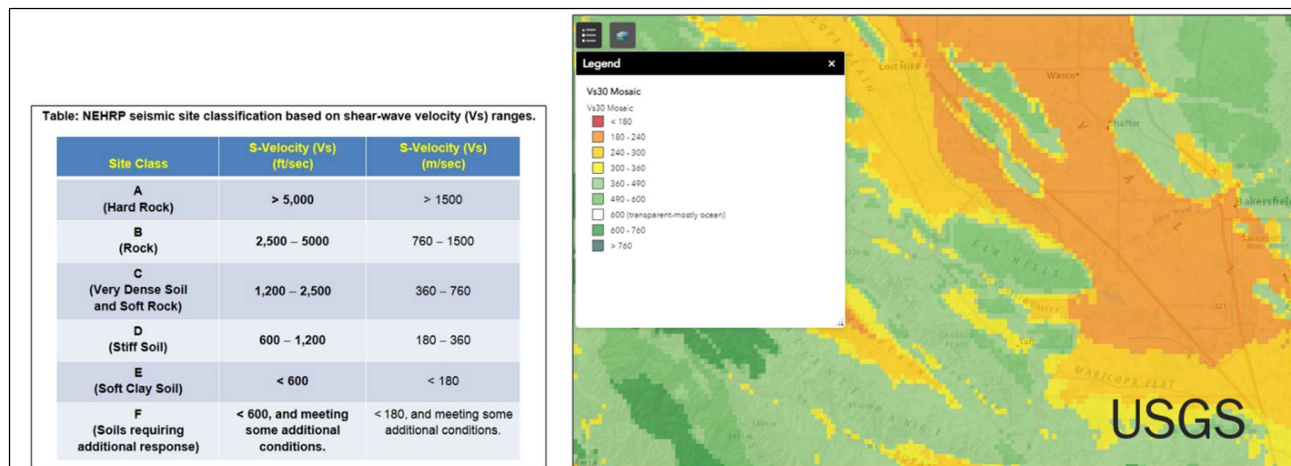 Table: NEHRP seismic site classification based on shear-wave velocity (Vs) ranges.
Site Class
S-Velocity (Vs)
(ft/sec)
S-Velocity (Vs)
(m/sec)
A
(Hard Rock)
> 5,000
> 1500
B
(Rock)
2,500 – 5000
760 – 1500
C
(Very Dense Soil
and Soft Rock)
1,200 – 2,500
360 – 760
D
(Stiff Soil)
600 – 1,200
180 – 360
E
(Soft Clay Soil)
< 600
< 180
F
(Soils requiring
additional response)
< 600, and meeting
some additional
conditions.
< 180, and meeting some
additional conditions.
Legend ×
Vs30 Mosaic
Vs30 Mosaic
< 180
180 - 240
240 - 300
300 - 360
360 - 490
490 - 600
600 (transparent-mostly ocean)
600 - 760
> 760
Lost Hills
Wasco
Bakersfield
ELK HILLS
Taft
MARICOPA FLAT
USGS